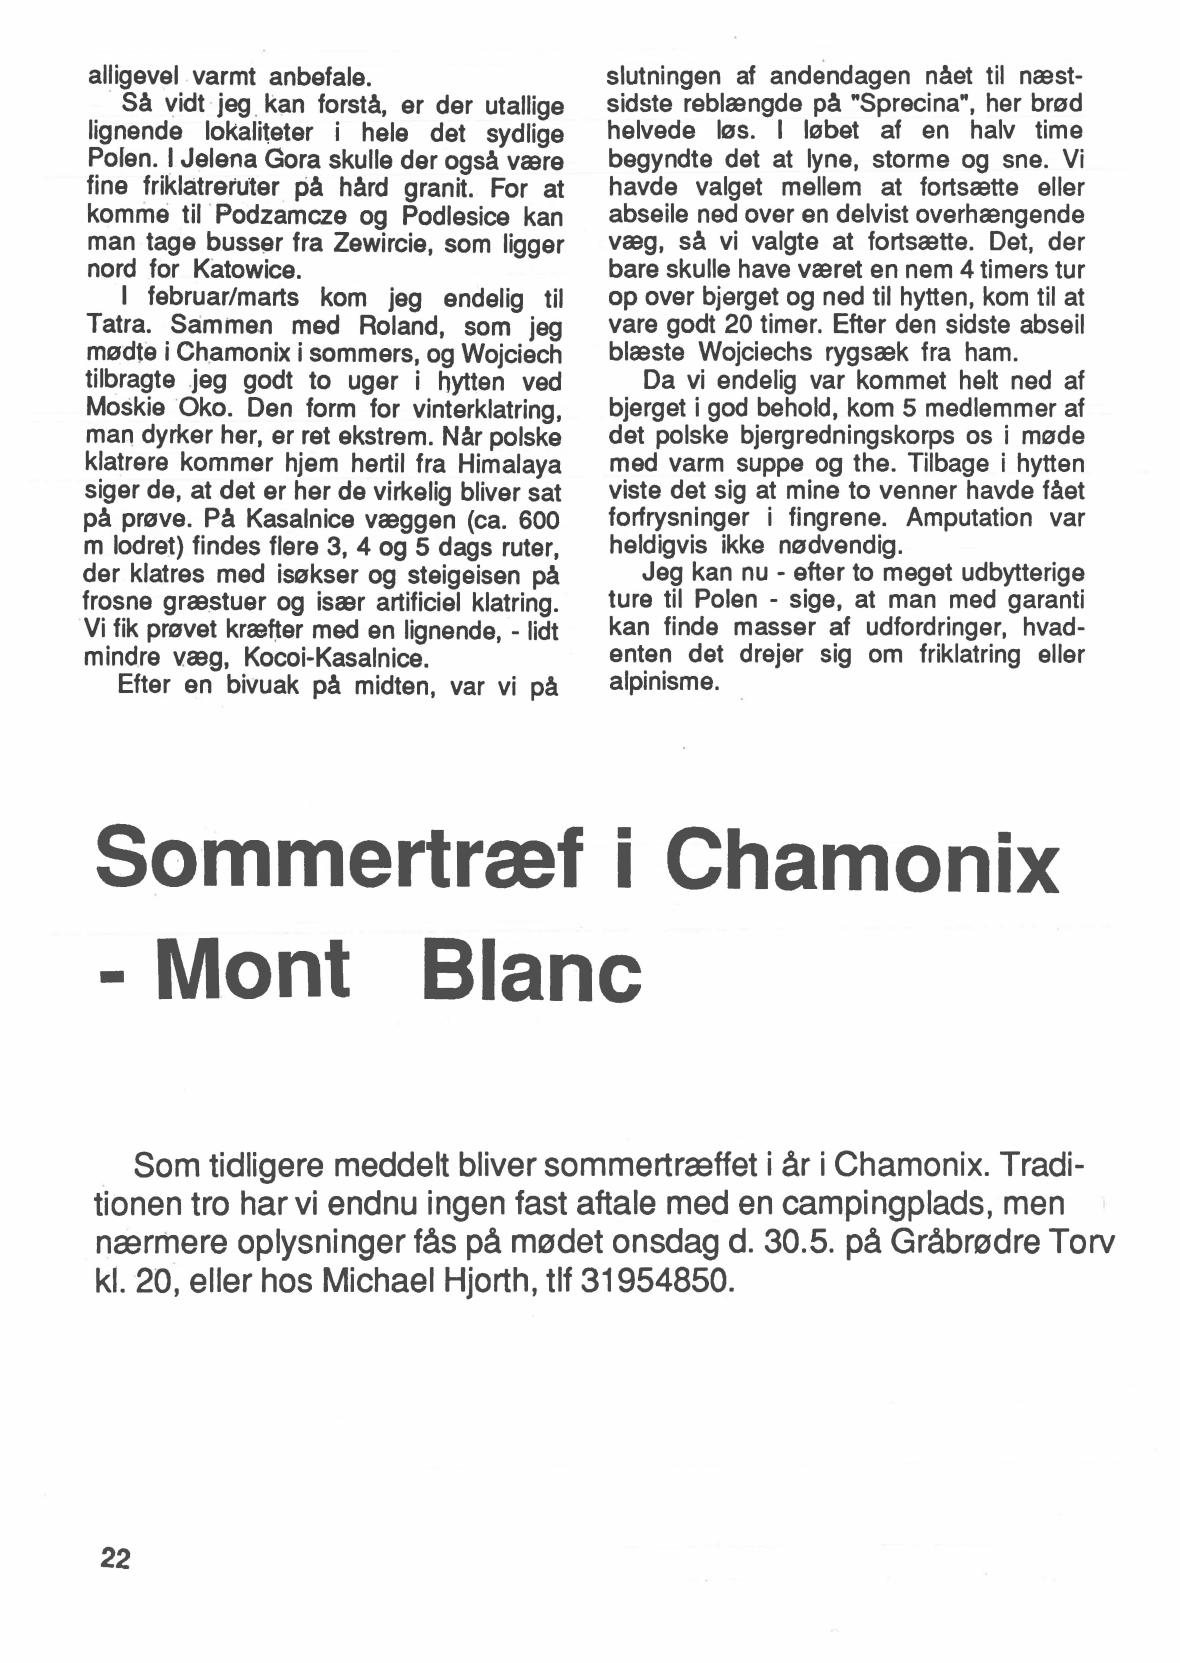 alligevel varmt anbefale.
Så vidt jeg kan forstå, er der utallige
lignende lokaliteter i hele det sydlige
Polen. I Jelena Gora skulle der også være
fine friklatreruter på hård granit. For at
komme til Podzamcze og Podlesice kan
man tage busser fra Zewircie, som ligger
nord for Katowice.
I februar/marts kom jeg endelig til
Tatra. Sammen med Roland, som jeg
mødte i Chamonix i sommers, og Wojciech
tilbragte jeg godt to uger i hytten ved
Moskie Oko. Den form for vinterklatring,
man dyrker her, er ret ekstrem. Når polske
klatrere kommer hjem hertil fra Himalaya
siger de, at det er her de virkelig bliver sat
på prøve. På Kasalnice væggen (ca. 600
m lodret) findes flere 3, 4 og 5 dags ruter,
der klatres med isøkser og steigeisen på
frosne græstuer og især artificiel klatring.
Vi fik prøvet kræfter med en lignende, - lidt
mindre væg, Kocoi-Kasalnice.
Efter en bivuak på midten, var vi på
slutningen af andendagen nået til næst-
sidste reblængde på "Sprecina", her brød
helvede løs. I løbet af en halv time
begyndte det at lyne, storme og sne. Vi
havde valget mellem at fortsætte eller
abseile ned over en delvist overhængende
væg, så vi valgte at fortsætte. Det, der
bare skulle have været en nem 4 timers tur
op over bjerget og ned til hytten, kom til at
vare godt 20 timer. Efter den sidste abseil
blæste Wojciechs rygsæk fra ham.
Da vi endelig var kommet helt ned af
bjerget i god behold, kom 5 medlemmer af
det polske bjergredningskorps os i møde
med varm suppe og the. Tilbage i hytten
viste det sig at mine to venner havde fået
forfrysninger i fingrene. Amputation var
heldigvis ikke nødvendig.
Jeg kan nu - efter to meget udbytterige
ture til Polen - sige, at man med garanti
kan finde masser af udfordringer, hvad-
enten det drejer sig om friklatring eller
alpinisme.
Sommertræf i Chamonix
- Mont Blanc
Som tidligere meddelt bliver sommertræffet i år i Chamonix. Tradi-
tionen tro har vi endnu ingen fast aftale med en campingplads, men
nærmere oplysninger fås på mødet onsdag d. 30.5. på Gråbrødre Torv
kl. 20, eller hos Michael Hjorth, tlf 31954850.
22